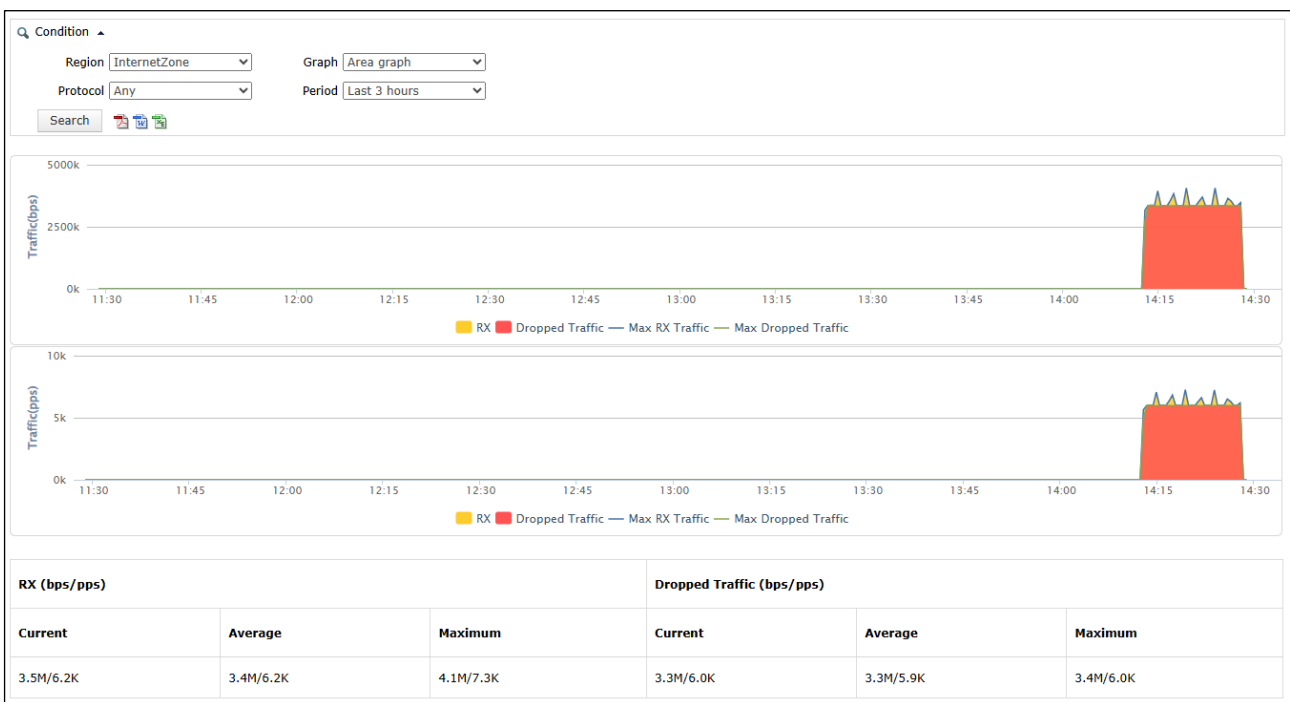 Condition
Region InternetZone Graph Area graph
Protocol Any Period Last 3 hours
Search
5000k
2500k
0k
Traffic(bps)
11:30 11:45 12:00 12:15 12:30 12:45 13:00 13:15 13:30 13:45 14:00 14:15 14:30
RX Dropped Traffic Max RX Traffic Max Dropped Traffic
10k
5k
0k
Traffic(pps)
11:30 11:45 12:00 12:15 12:30 12:45 13:00 13:15 13:30 13:45 14:00 14:15 14:30
RX Dropped Traffic Max RX Traffic Max Dropped Traffic
RX (bps/pps) Dropped Traffic (bps/pps)
Current Average Maximum Current Average Maximum
3.5M/6.2K 3.4M/6.2K 4.1M/7.3K 3.3M/6.0K 3.3M/5.9K 3.4M/6.0K